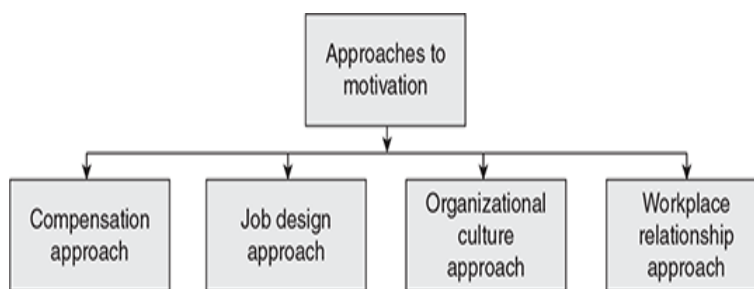 Approaches to
motivation
Compensation
approach
Job design
approach
Organizational
culture
approach
Workplace
relationship
approach